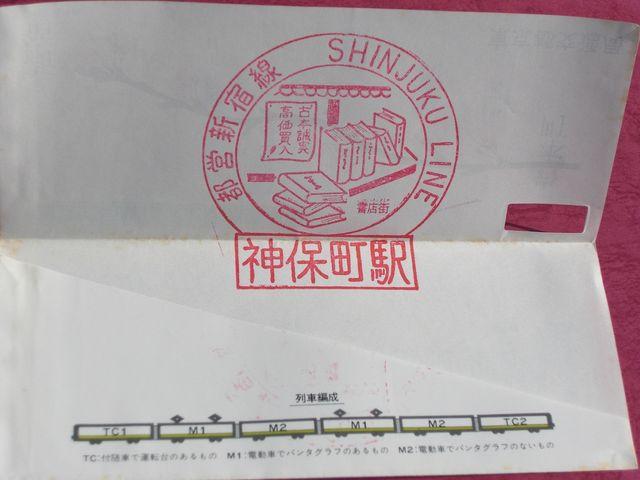 都営新宿線 SHINJUKU LINE
古本誠実
高価買入
書店街
神保町駅
列車編成
TC1 M1 M2 M1 M2 TC2
TC:付随車で運転台のあるもの M1:電動車でパンタグラフのあるもの M2:電動車でパンタグラフのないもの